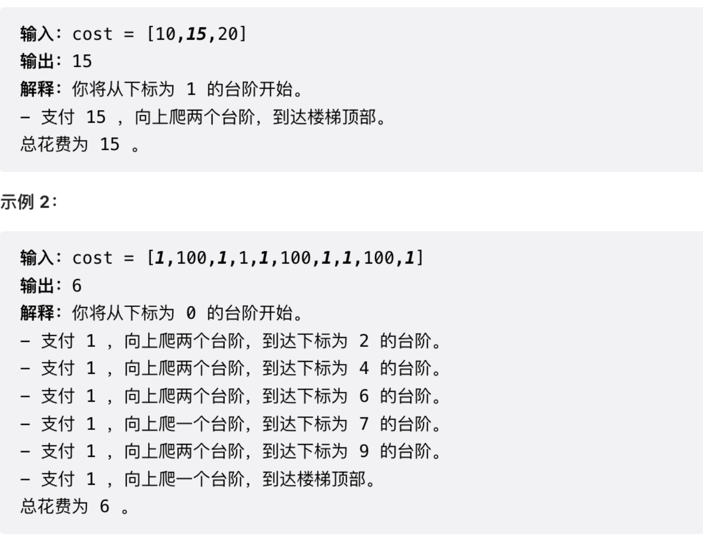 输入：cost = [10,15,20]
输出：15
解释：你将从下标为 1 的台阶开始。
- 支付 15 ，向上爬两个台阶，到达楼梯顶部。
总花费为 15 。
示例 2：
输入：cost = [1,100,1,1,1,100,1,1,100,1]
输出：6
解释：你将从下标为 0 的台阶开始。
- 支付 1 ，向上爬两个台阶，到达下标为 2 的台阶。
- 支付 1 ，向上爬两个台阶，到达下标为 4 的台阶。
- 支付 1 ，向上爬两个台阶，到达下标为 6 的台阶。
- 支付 1 ，向上爬一个台阶，到达下标为 7 的台阶。
- 支付 1 ，向上爬两个台阶，到达下标为 9 的台阶。
- 支付 1 ，向上爬一个台阶，到达楼梯顶部。
总花费为 6 。